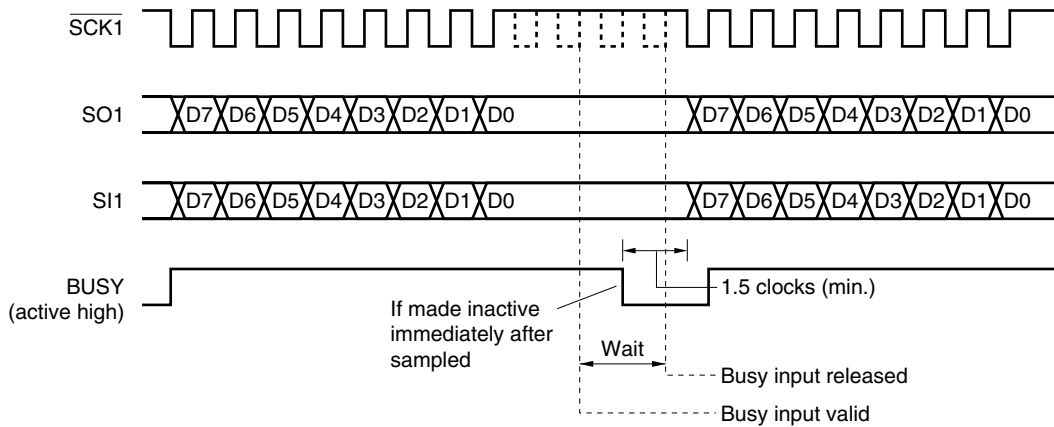 SCK1
SO1 D7 D6 D5 D4 D3 D2 D1 D0 D7 D6 D5 D4 D3 D2 D1 D0
SI1 D7 D6 D5 D4 D3 D2 D1 D0 D7 D6 D5 D4 D3 D2 D1 D0
BUSY
(active high)
1.5 clocks (min.)
If made inactive
immediately after
sampled
Wait
Busy input released
Busy input valid